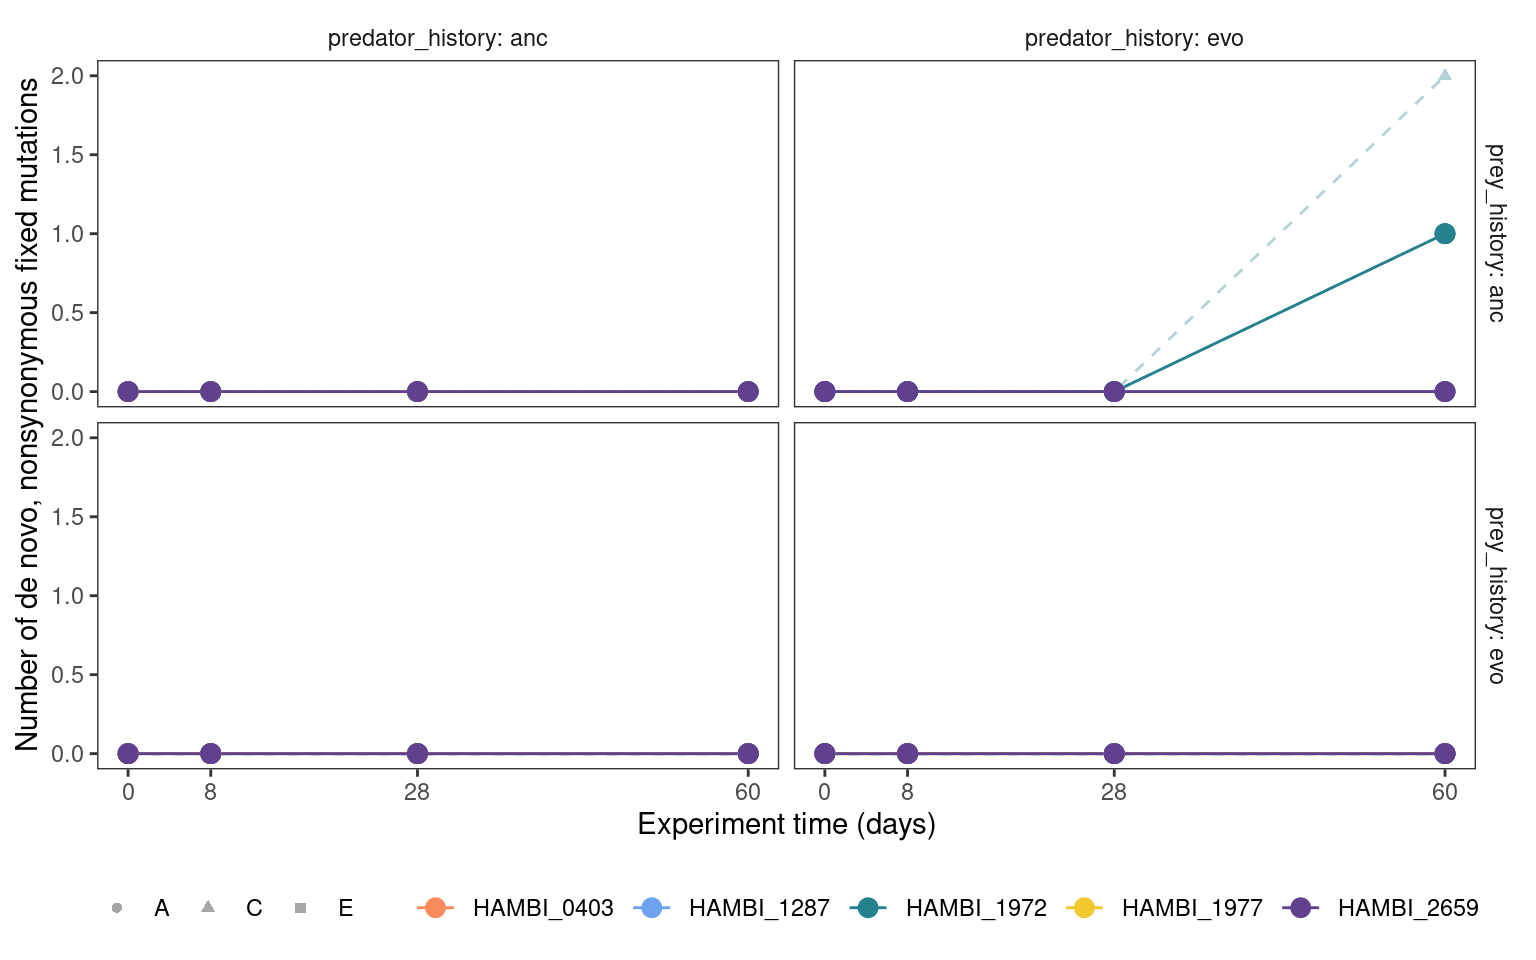 predator_history: anc
predator_history: evo
Number of de novo, nonsynonymous fixed mutations
2.0
1.5
1.0
0.5
0.0
prey_history: anc
2.0
1.5
1.0
0.5
0.0
prey_history: evo
0 8 28 60
0 8 28 60
Experiment time (days)
A C E HAMBI_0403 HAMBI_1287 HAMBI_1972 HAMBI_1977 HAMBI_2659